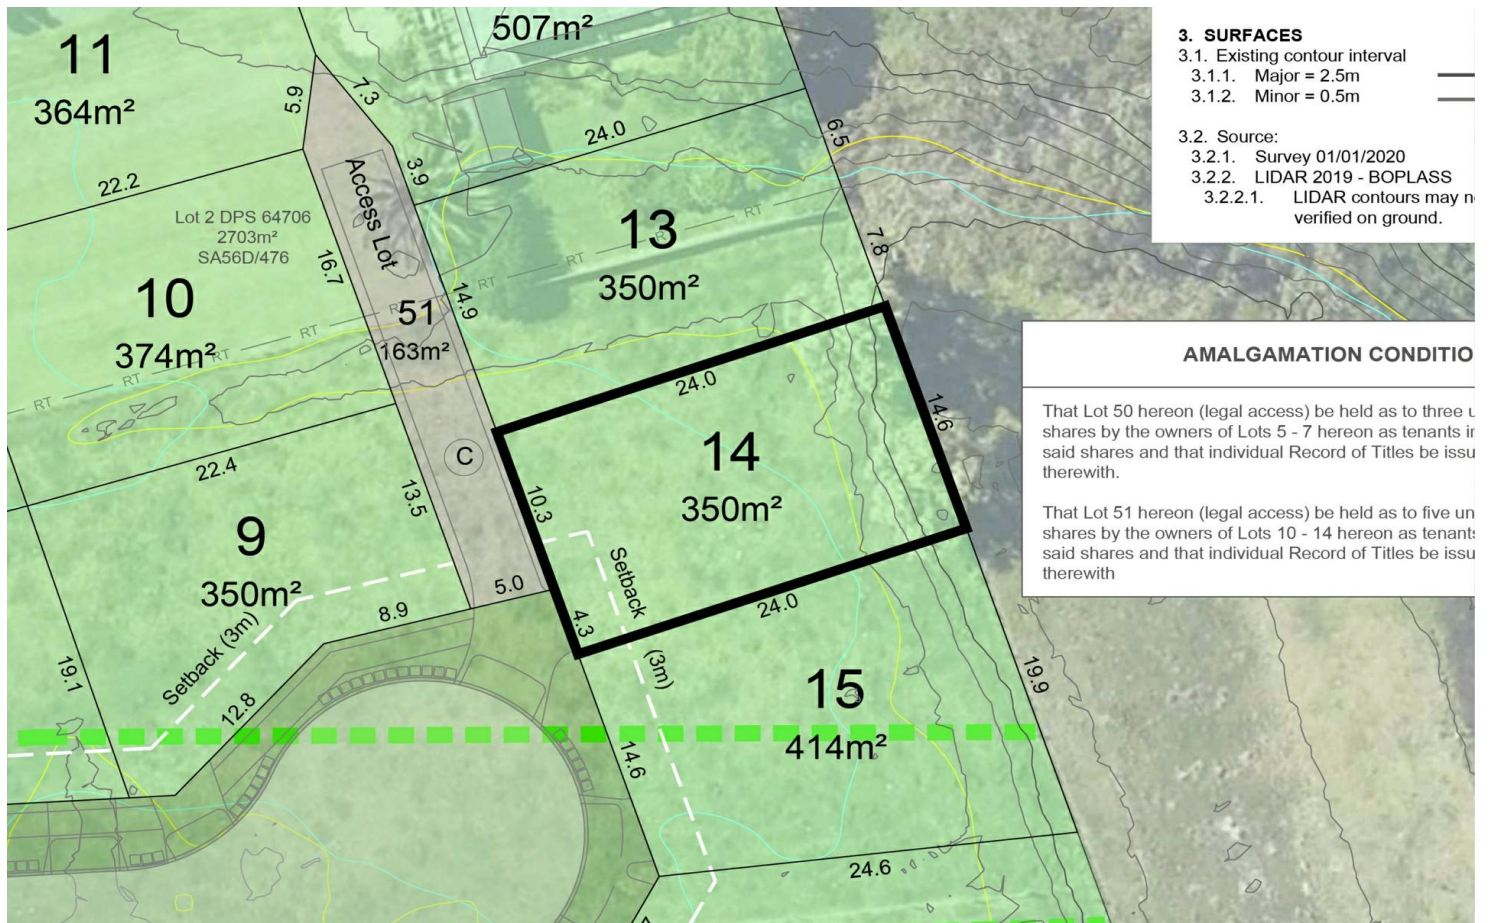 507m²
11
364m²
5.9
7.3
24.0
6.5
3.9
22.2
Access Lot
Lot 2 DPS 64706
2703m²
SA56D/476
16.7
13
350m²
RT
RT
RT
7.8
14.9
RT
10
374m²
51
163m²
RT
RT
RT
RT
24.0
14.6
22.4
C
14
350m²
13.5
10.3
9
350m²
5.0
8.9
Setback
(3m)
4.3
24.0
Setback (3m)
19.1
12.8
15
414m²
19.9
14.6
24.6
3. SURFACES
3.1. Existing contour interval
3.1.1. Major = 2.5m
3.1.2. Minor = 0.5m
3.2. Source:
3.2.1. Survey 01/01/2020
3.2.2. LIDAR 2019 - BOPLASS
3.2.2.1. LIDAR contours may
verified on ground.
AMALGAMATION CONDITIO
That Lot 50 hereon (legal access) be held as to three
shares by the owners of Lots 5 - 7 hereon as tenants
said shares and that individual Record of Titles be issu
therewith.
That Lot 51 hereon (legal access) be held as to five un
shares by the owners of Lots 10 - 14 hereon as tenants
said shares and that individual Record of Titles be issu
therewith